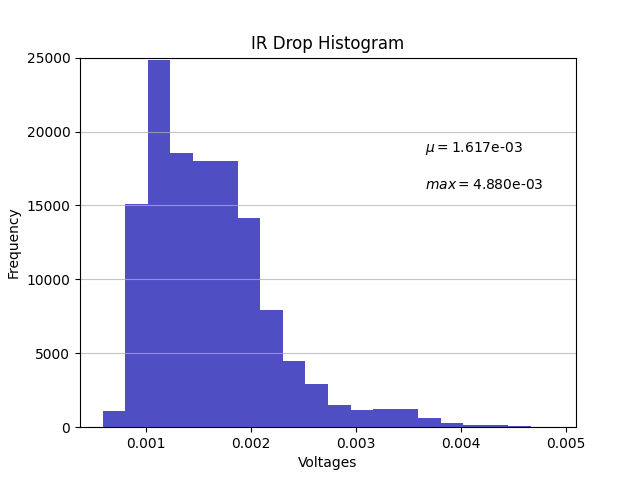 IR Drop Histogram
25000
20000
15000
10000
5000
0
Frequency
μ = 1.617e-03
max = 4.880e-03
0.001 0.002 0.003 0.004 0.005
Voltages